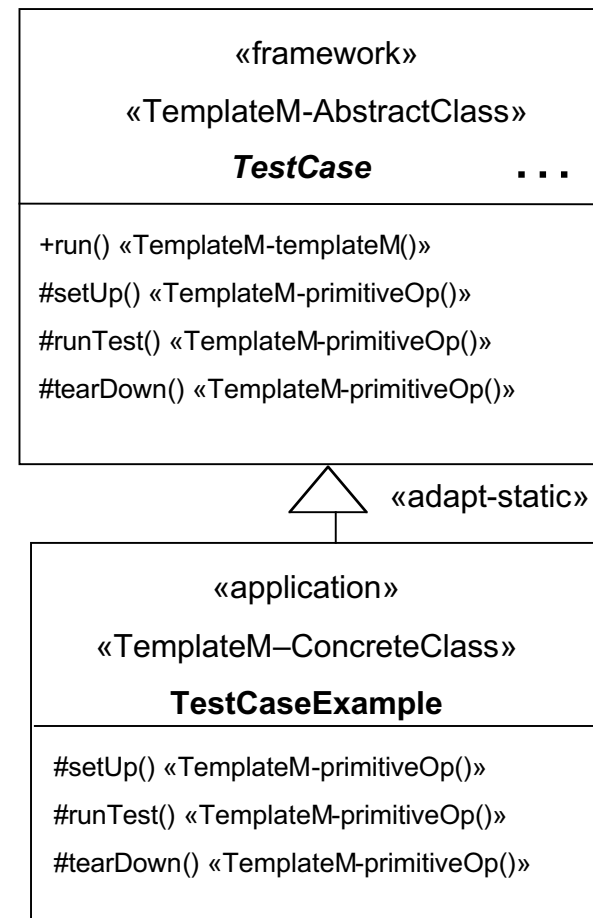 «framework»
«TemplateM-AbstractClass»
TestCase ...
+run() «TemplateM-templateM()»
#setUp() «TemplateM-primitiveOp()»
#runTest() «TemplateM-primitiveOp()»
#tearDown() «TemplateM-primitiveOp()»
«adapt-static»
«application»
«TemplateM–ConcreteClass»
TestCaseExample
#setUp() «TemplateM-primitiveOp()»
#runTest() «TemplateM-primitiveOp()»
#tearDown() «TemplateM-primitiveOp()»